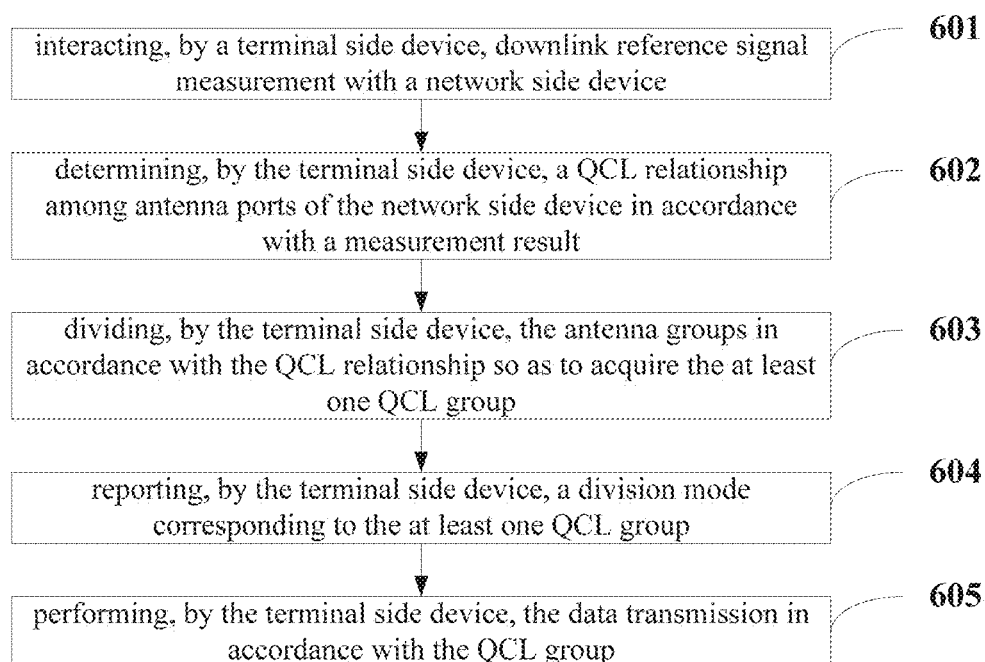 interacting, by a terminal side device, downlink reference signal
measurement with a network side device
601
determining, by the terminal side device, a QCL relationship
among antenna ports of the network side device in accordance
with a measurement result
602
dividing, by the terminal side device, the antenna groups in
accordance with the QCL relationship so as to acquire the at least
one QCL group
603
reporting, by the terminal side device, a division mode
corresponding to the at least one QCL group
604
performing, by the terminal side device, the data transmission in
accordance with the QCL group
605